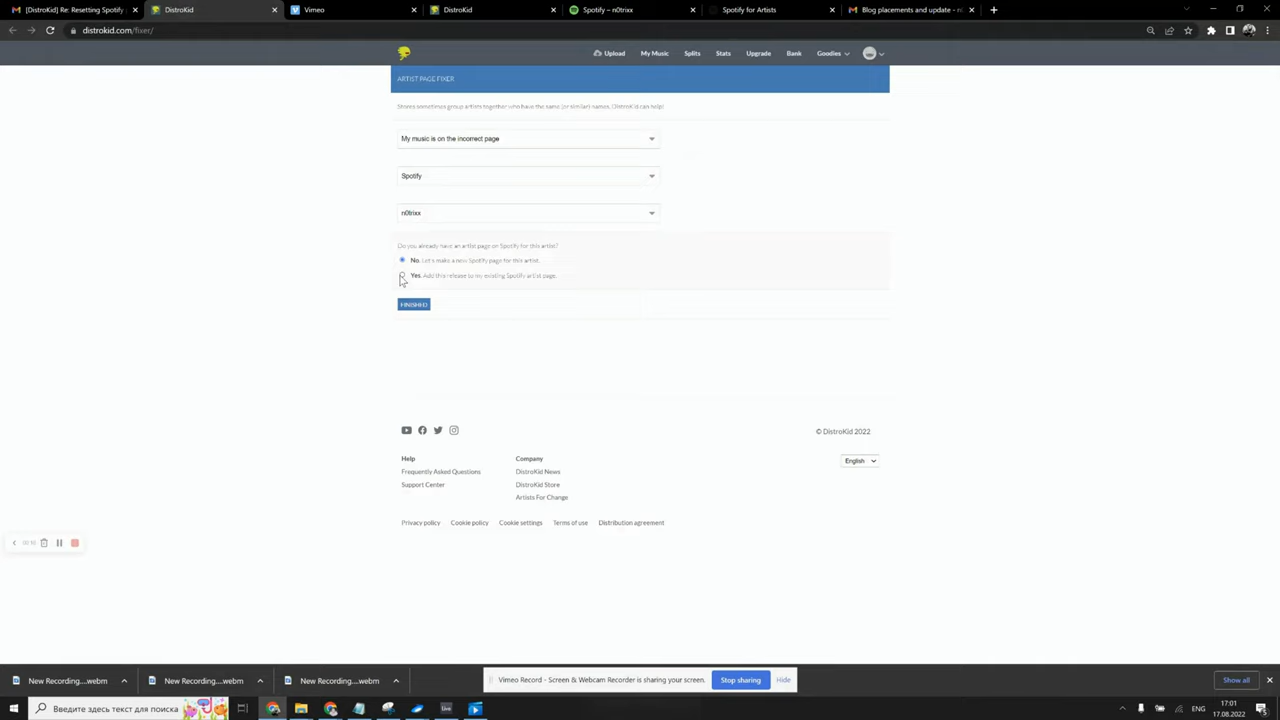 [DistroKid] Re: Resetting Spotify
DistroKid
Vimeo
DistroKid
Spotify – n0trixx
Spotify for Artists
Blog placements and update - n
distrokid.com/fixer/
Upload
My Music
Splits
Stats
Upgrade
Bank
Goodies
ARTIST PAGE FIXER
Stores sometimes group artists together who have the same (or similar) names. DistroKid can help!
My music is on the incorrect page
Spotify
n0trixx
Do you already have an artist page on Spotify for this artist?
No. Let's make a new Spotify page for this artist.
Yes. Add this release to my existing Spotify artist page.
FINISHED
© DistroKid 2022
Help
Company
English
Frequently Asked Questions
DistroKid News
Support Center
DistroKid Store
Artists For Change
Privacy policy
Cookie policy
Cookie settings
Terms of use
Distribution agreement
New Recording....webm
New Recording....webm
New Recording....webm
Vimeo Record - Screen & Webcam Recorder is sharing your screen.
Stop sharing
Hide
Show all
Введите здесь текст для поиска
live
ENG
17:01
17.08.2022